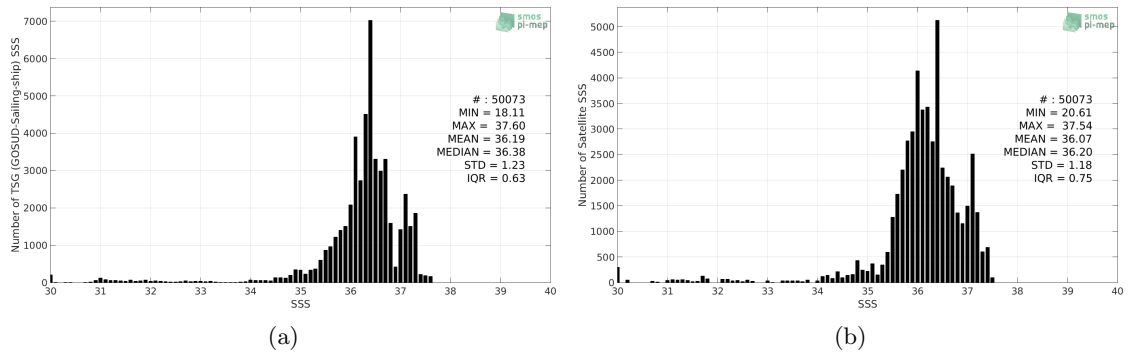 Number of TSG (GOSUD-Sailing-ship) SSS
7000
6000
5000
4000
3000
2000
1000
0
30 31 32 33 34 35 36 37 38 39 40
SSS
smos
pi-mep
# : 50073
MIN = 18.11
MAX = 37.60
MEAN = 36.19
MEDIAN = 36.38
STD = 1.23
IQR = 0.63
(a)
Number of Satellite SSS
5000
4500
4000
3500
3000
2500
2000
1500
1000
500
0
30 31 32 33 34 35 36 37 38 39 40
SSS
smos
pi-mep
# : 50073
MIN = 20.61
MAX = 37.54
MEAN = 36.07
MEDIAN = 36.20
STD = 1.18
IQR = 0.75
(b)